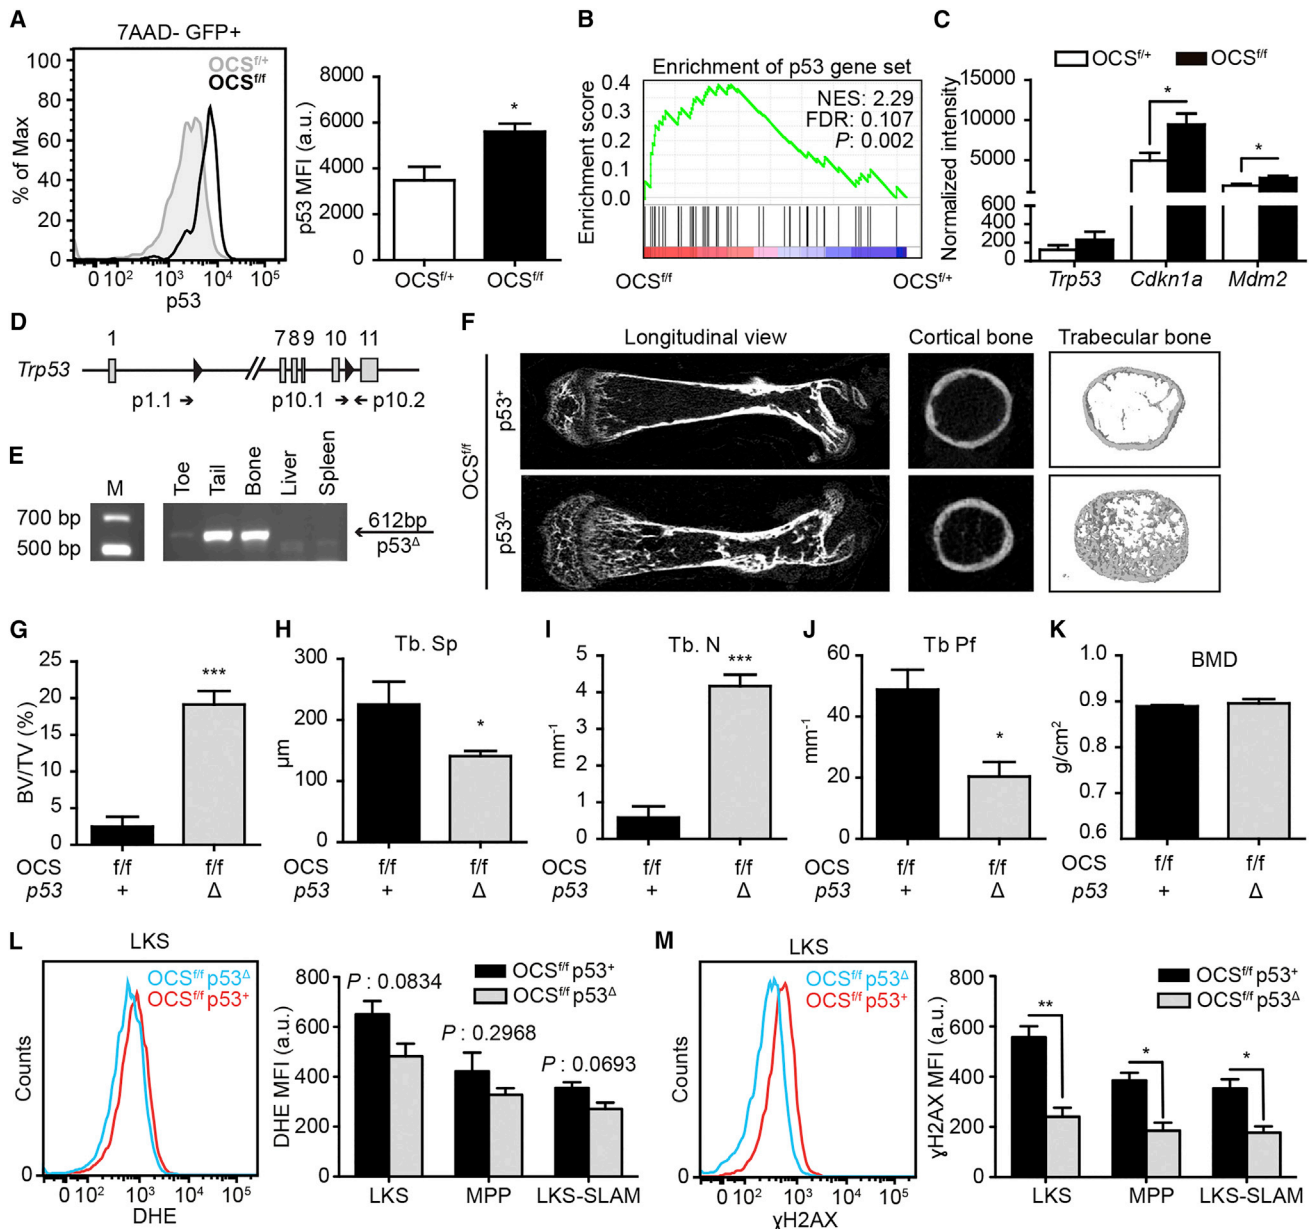 A
7AAD- GFP+
OCSf/+
OCSf/f
% of Max
100
80
60
40
20
0
0 10² 10³ 10⁴ 10⁵
p53
p53 MFI (a.u.)
8000
6000
4000
2000
0
*
OCSf/+ OCSf/f
B
Enrichment of p53 gene set
NES: 2.29
FDR: 0.107
P: 0.002
Enrichment score
0.4
0.3
0.2
0.1
0.0
OCSf/f OCSf/+
C
OCSf/+ OCSf/f
Normalized intensity
15000
10000
5000
600
400
200
0
*
*
Trp53 Cdkn1a Mdm2
D
1 7 8 9 10 11
Trp53
p1.1 p10.1 p10.2
E
M Toe Tail Bone Liver Spleen
700 bp
500 bp
612bp
p53Δ
F
Longitudinal view Cortical bone Trabecular bone
OCSf/f
p53+
p53Δ
G
BV/TV (%)
25
20
15
10
5
0
***
OCS f/f f/f
p53 + Δ
H
Tb. Sp
µm
300
200
100
0
*
f/f f/f
+ Δ
I
Tb. N
mm-1
5
4
3
2
1
0
***
OCS f/f f/f
p53 + Δ
J
Tb Pf
mm-1
60
40
20
0
*
OCS f/f f/f
p53 + Δ
K
BMD
g/cm²
1.0
0.9
0.8
0.7
0.6
OCS f/f f/f
p53 + Δ
L
LKS
OCSf/f p53Δ
OCSf/f p53+
Counts
0
0 10² 10³ 10⁴ 10⁵
DHE
DHE MFI (a.u.)
800
600
400
200
0
OCSf/f p53+
OCSf/f p53Δ
P : 0.0834
P : 0.2968
P : 0.0693
LKS MPP LKS-SLAM
M
LKS
OCSf/f p53Δ
OCSf/f p53+
Counts
0
0 10² 10³ 10⁴ 10⁵
ɣH2AX
ɣH2AX MFI (a.u.)
800
600
400
200
0
OCSf/f p53+
OCSf/f p53Δ
**
*
*
LKS MPP LKS-SLAM